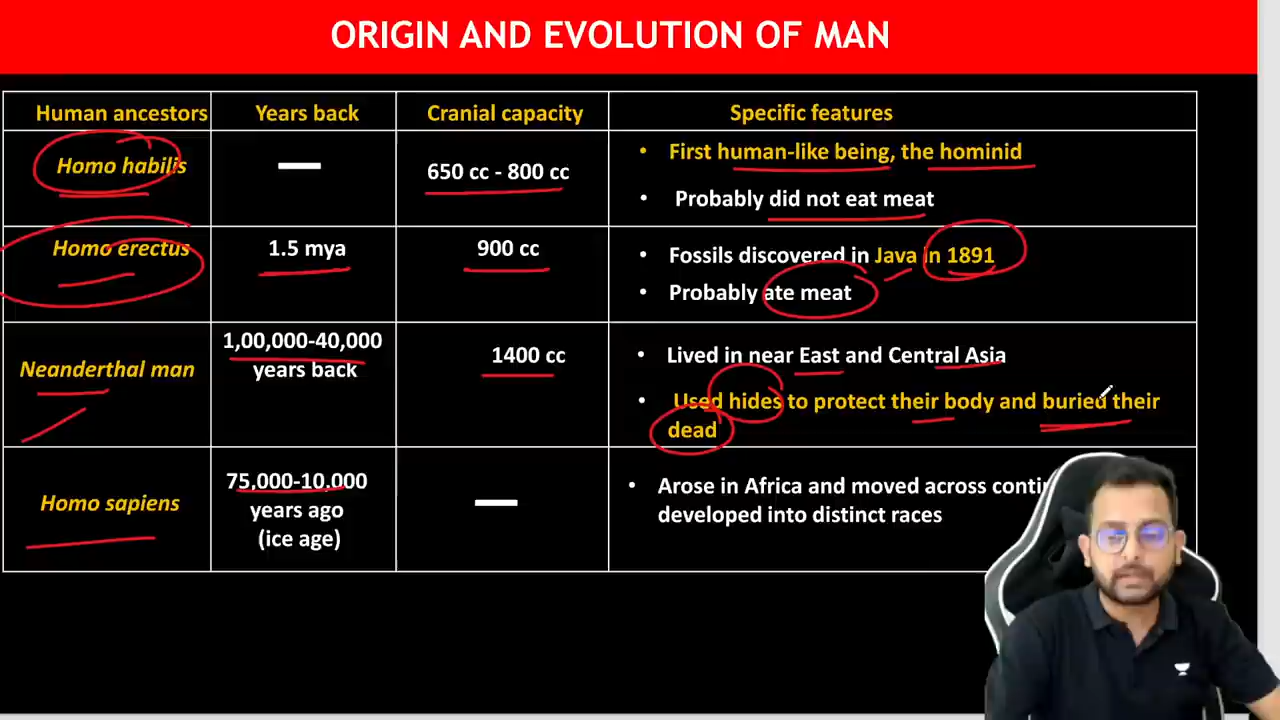 ORIGIN AND EVOLUTION OF MAN
Human ancestors Years back Cranial capacity Specific features
Homo habilis
650 cc - 800 cc
• First human-like being, the hominid
• Probably did not eat meat
Homo erectus
1.5 mya
900 cc
• Fossils discovered in Java in 1891
• Probably ate meat
Neanderthal man
1,00,000-40,000
years back
1400 cc
• Lived in near East and Central Asia
• Used hides to protect their body and buried their
dead
Homo sapiens
75,000-10,000
years ago
(ice age)
• Arose in Africa and moved across
developed into distinct races